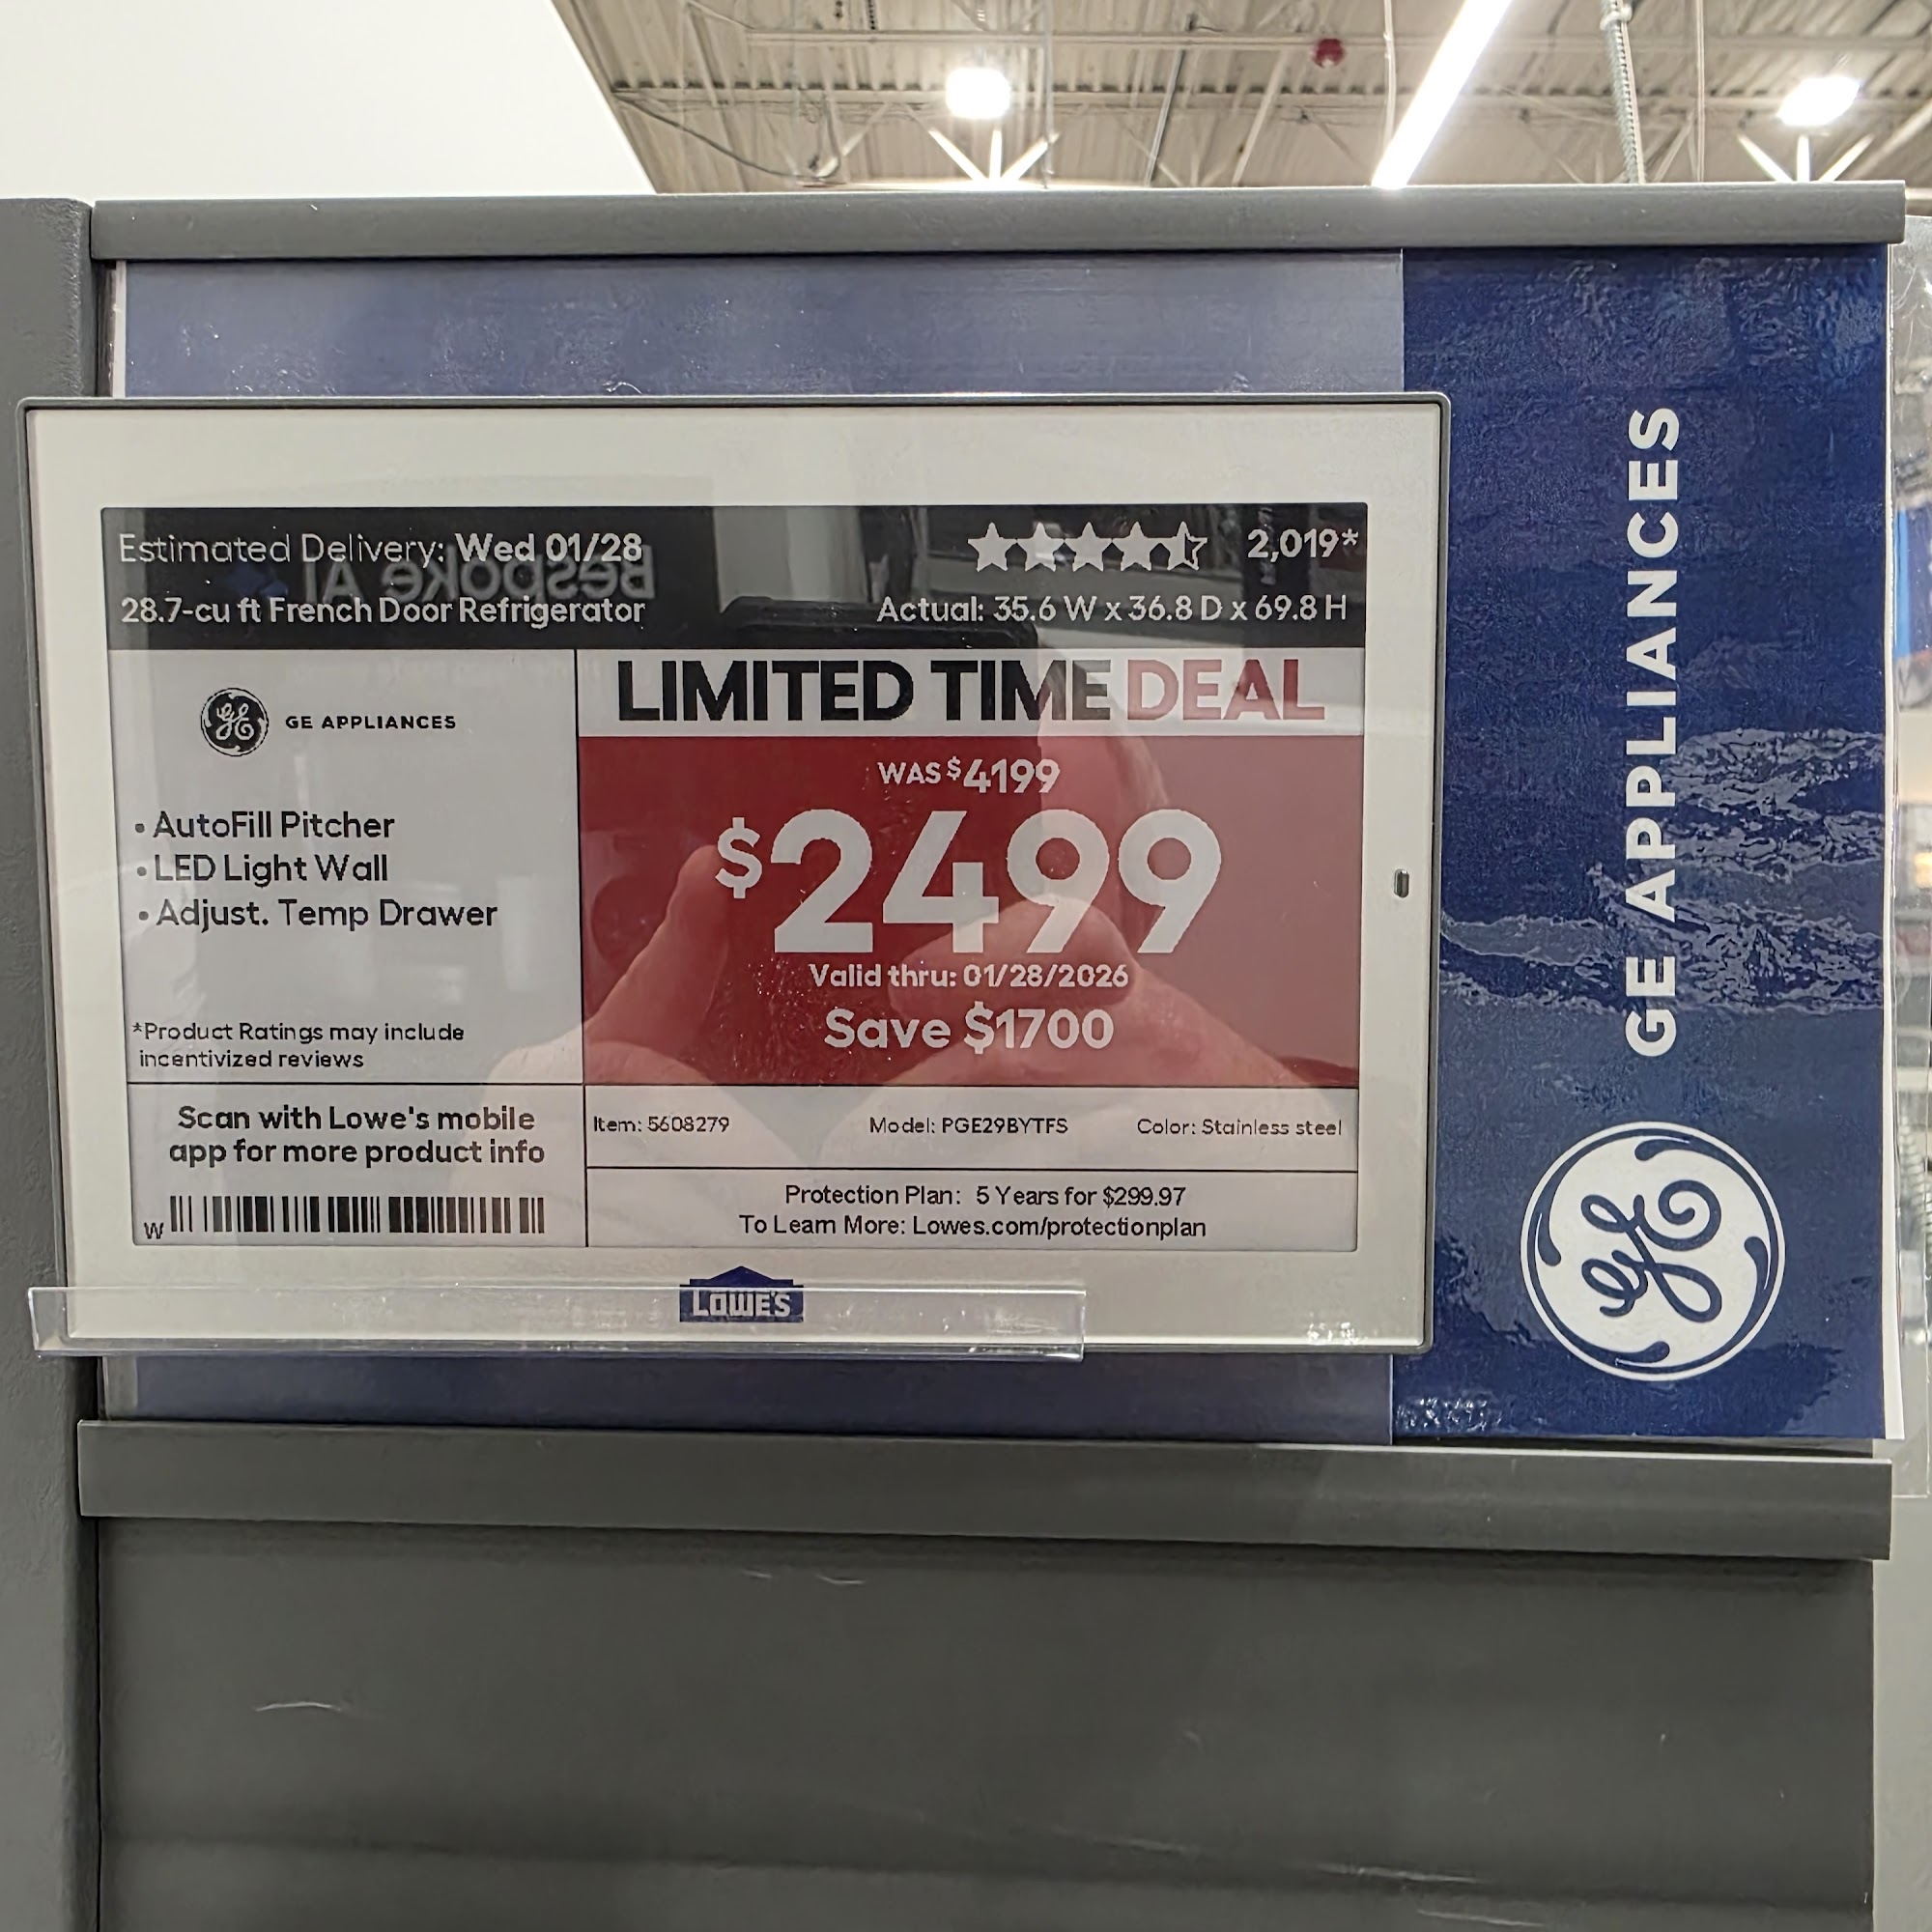 Estimated Delivery: Wed 01/28
2,019*
Bespoke AI
28.7-cu ft French Door Refrigerator
Actual: 35.6 W x 36.8 D x 69.8 H
GE APPLIANCES
• AutoFill Pitcher
• LED Light Wall
• Adjust. Temp Drawer
*Product Ratings may include
incentivized reviews
LIMITED TIME DEAL
WAS $4199
$2499
Valid thru: 01/28/2026
Save $1700
Scan with Lowe's mobile
app for more product info
W
Item: 5608279
Model: PGE29BYTFS
Color: Stainless steel
Protection Plan: 5 Years for $299.97
To Learn More: Lowes.com/protectionplan
LOWE'S
GE APPLIANCES
GE